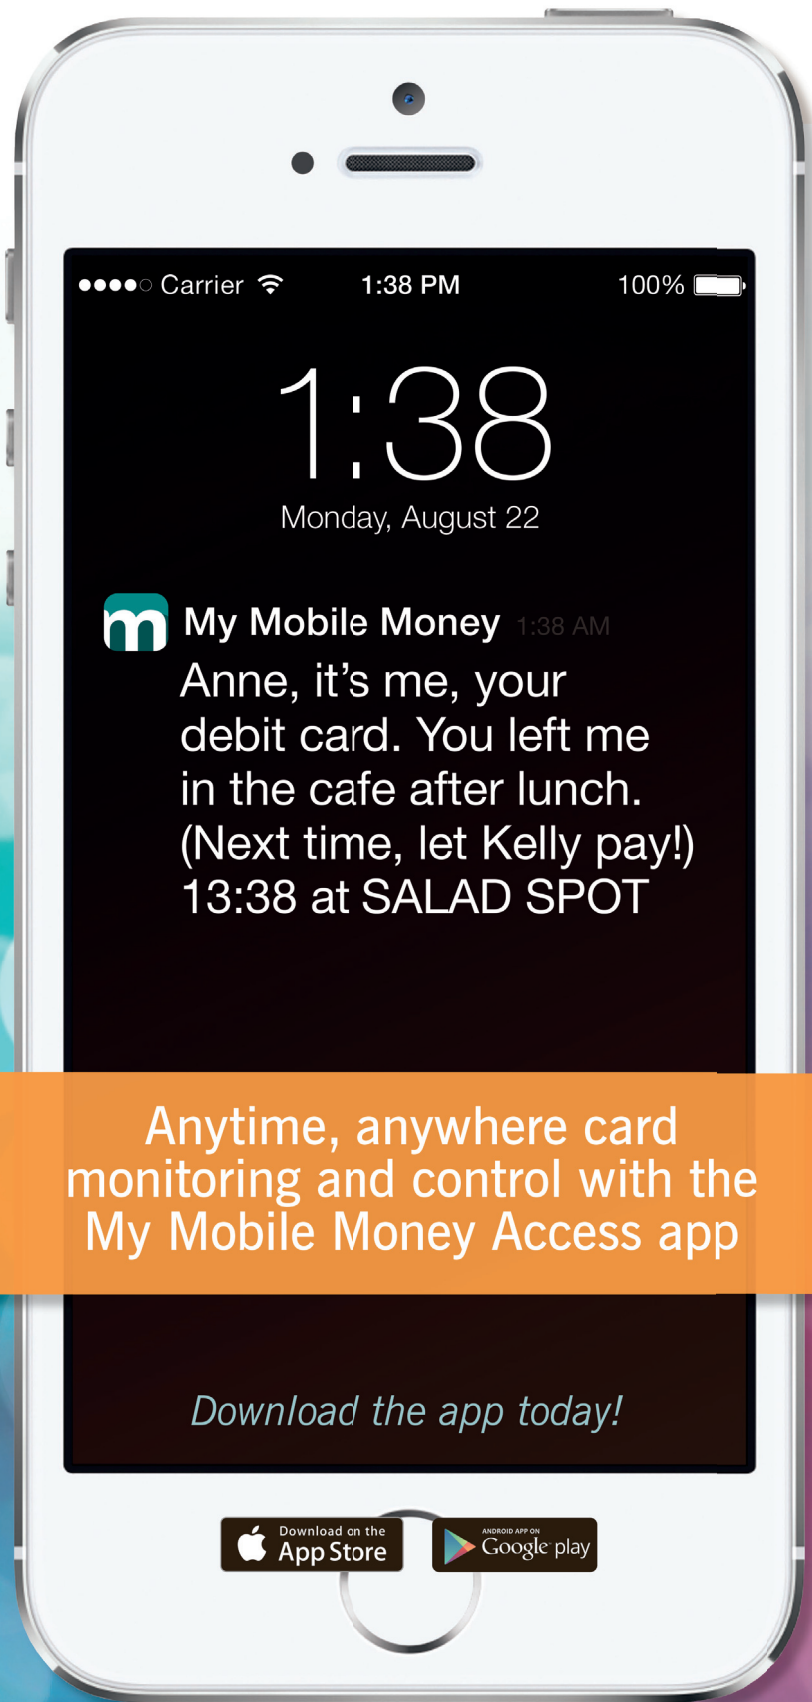 Carrier 1:38 PM 100%
1:38
Monday, August 22
m My Mobile Money 1:38 AM
Anne, it’s me, your
debit card. You left me
in the cafe after lunch.
(Next time, let Kelly pay!)
13:38 at SALAD SPOT
Anytime, anywhere card
monitoring and control with the
My Mobile Money Access app
Download the app today!
Download on the
App Store
ANDROID APP ON
Google play